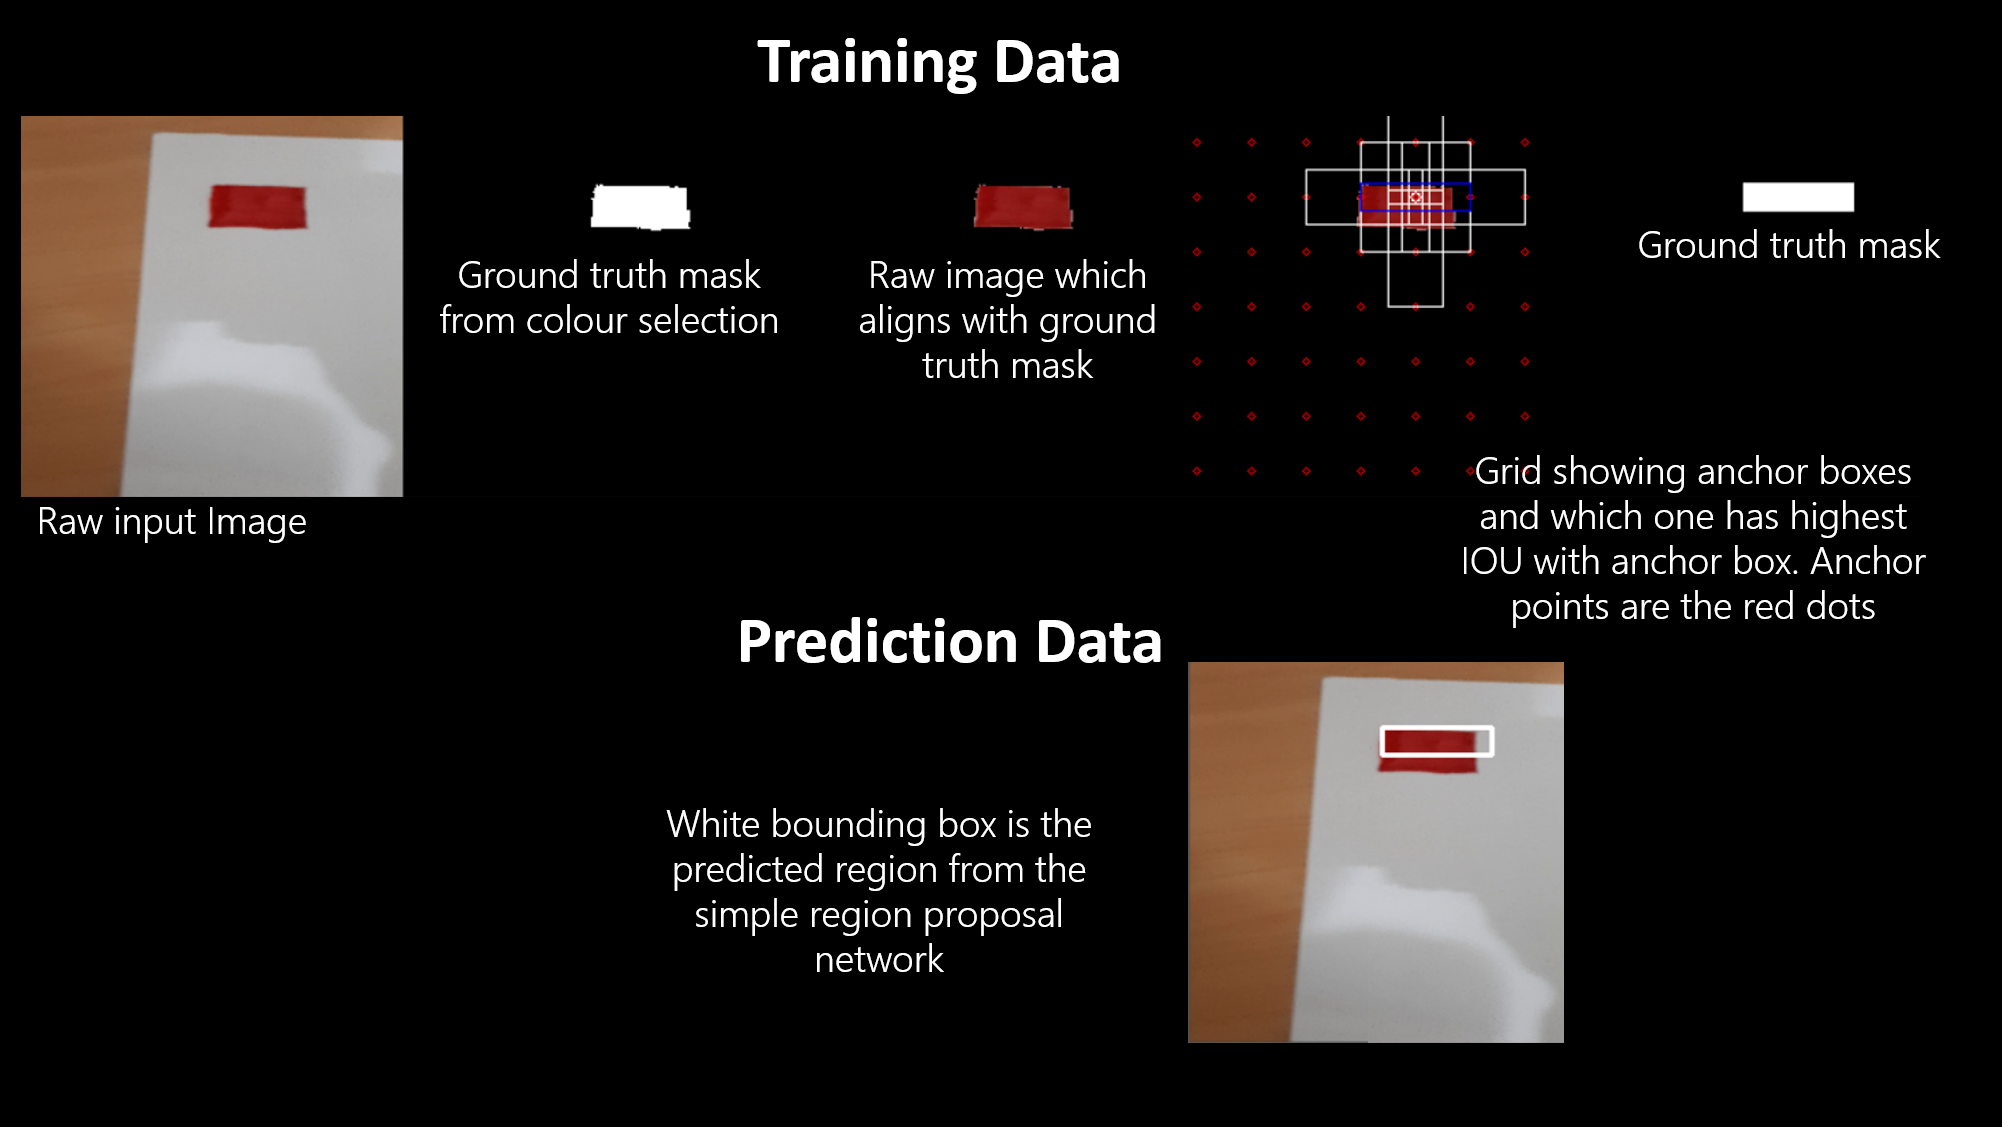 Training Data
Raw input Image
Ground truth mask
from colour selection
Raw image which
aligns with ground
truth mask
Ground truth mask
Grid showing anchor boxes
and which one has highest
IOU with anchor box. Anchor
points are the red dots
Prediction Data
White bounding box is the
predicted region from the
simple region proposal
network